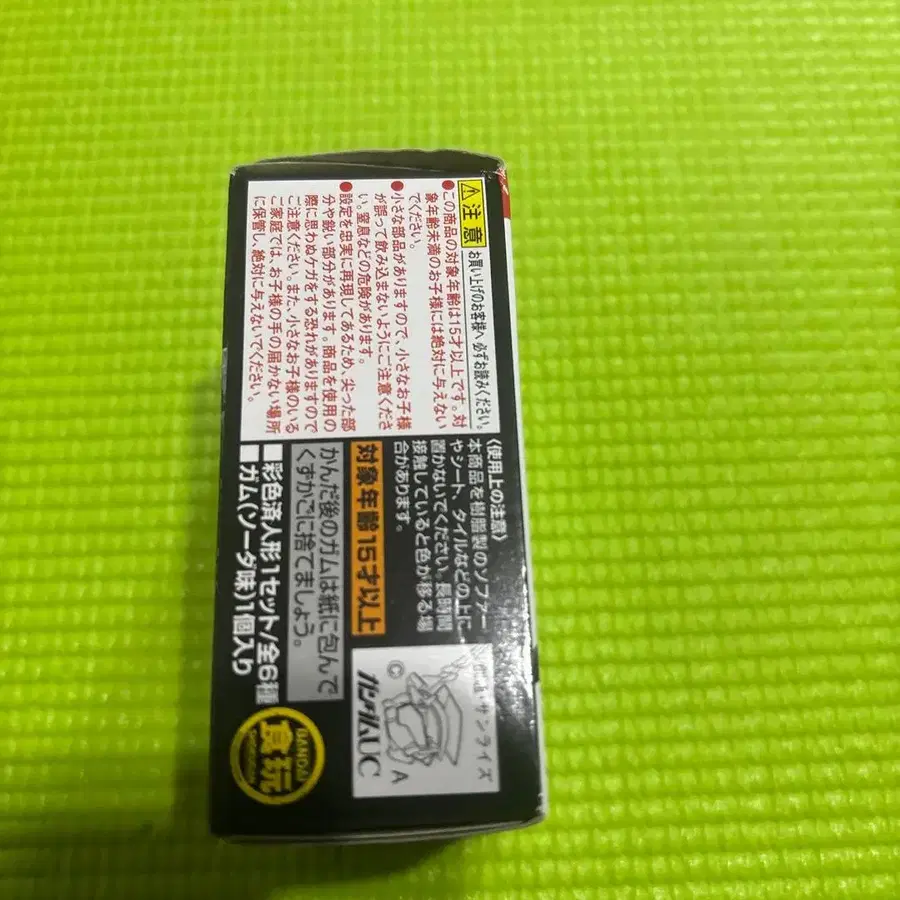 注意 お買い上げのお客様へ 必ずお読みください。
●この商品の対象年齢は15才以上です。対
象年齢未満のお子様には絶対に与えない
でください。
●小さな部品がありますので、小さなお子様
が誤って飲み込まないようにご注意くださ
い。窒息などの危険があります。
●設定を忠実に再現してあるため、尖った部
分や鋭い部分があります。商品を使用の
際に思わぬケガをする恐れがありますので
ご注意ください。また、小さなお子様のいる
ご家庭では、お子様の手の届かない場所
に保管し、絶対に与えないでください。
〈使用上の注意〉
本商品を樹脂製のソファー
やシート、タイルなどの上に
置かないでください。長時間
接触していると色が移る場
合があります。
対象年齢15才以上
かんだ後のガムは紙に包んで
くずかごに捨てましょう。
■彩色済人形1セット/全6種
■ガム(ソーダ味)1個入り
サンライズ
© A
ガンダムUC
BANDAI
食玩